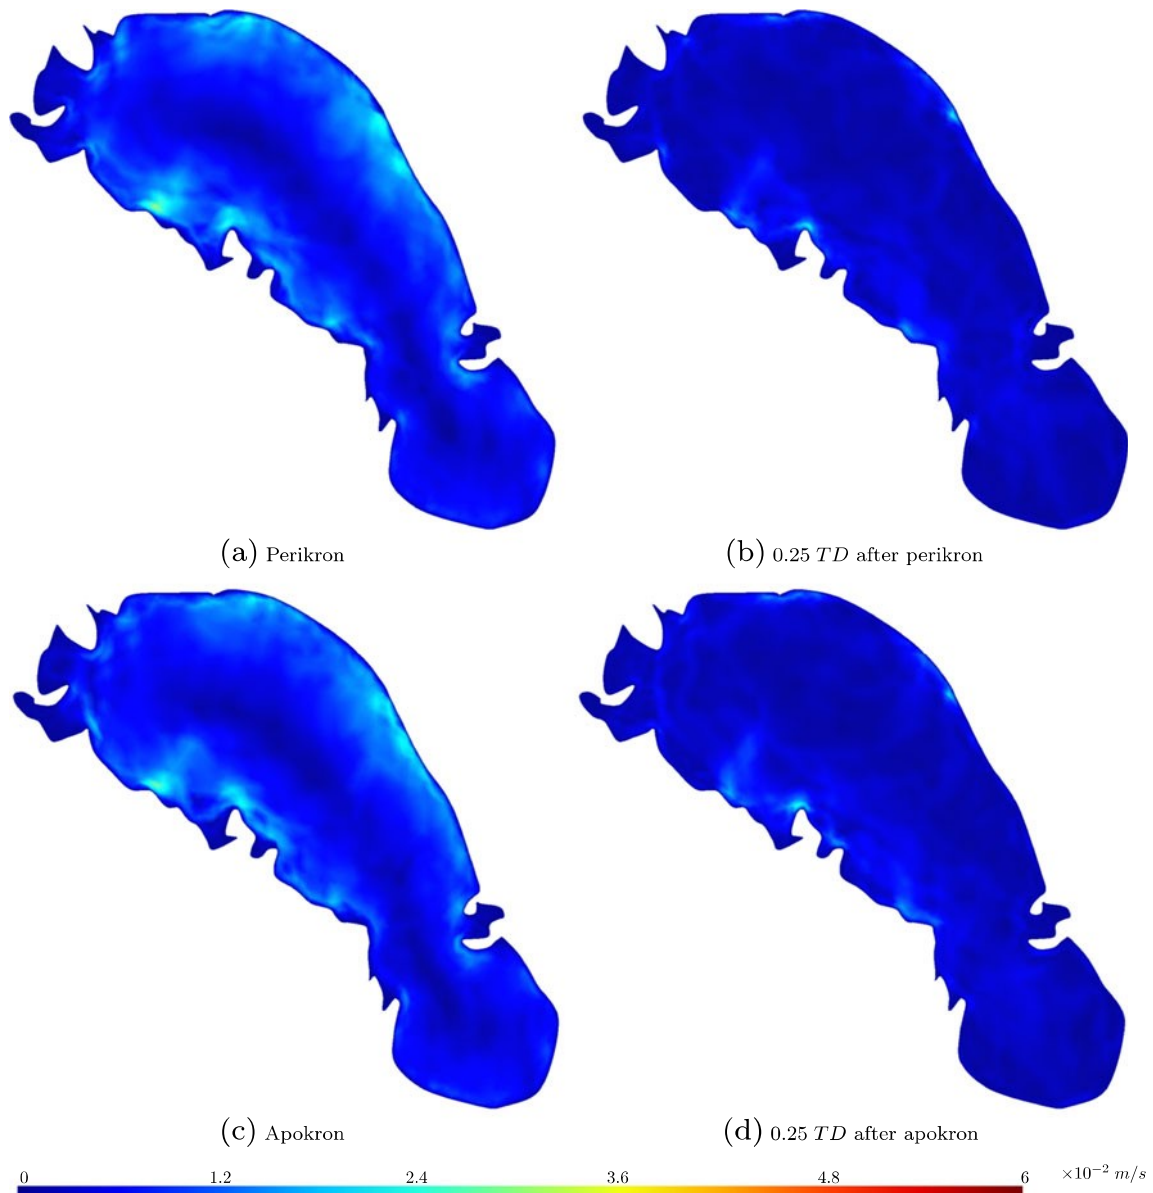 (a) Perikron
(b) 0.25 TD after perikron
(c) Apokron
(d) 0.25 TD after apokron
0 1.2 2.4 3.6 4.8 6 ×10⁻² m/s